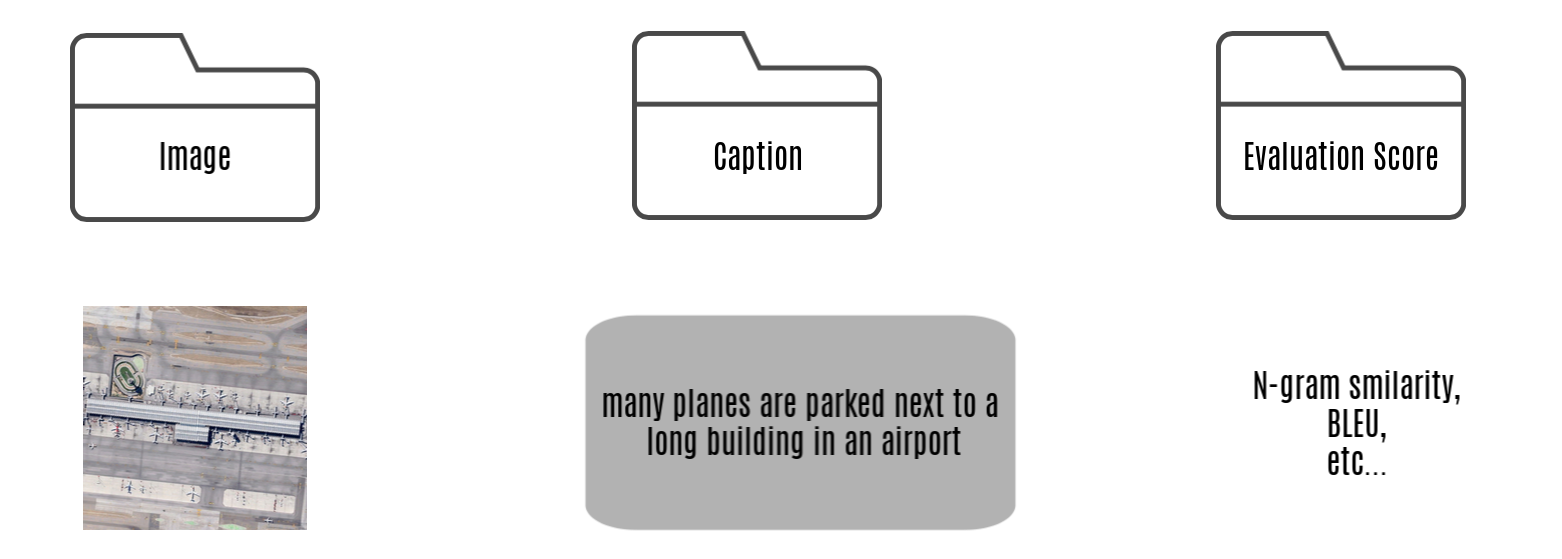 Image
Caption
Evaluation Score
many planes are parked next to a
long building in an airport
N-gram smilarity,
BLEU,
etc...